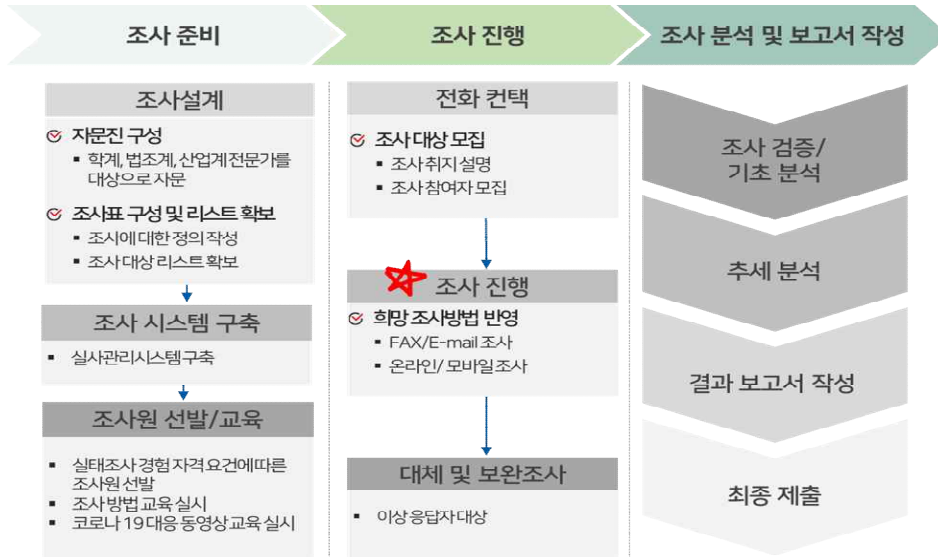 조사 준비
조사 진행
조사 분석 및 보고서 작성
조사설계
자문진 구성
학계, 법조계, 산업계 전문가를
대상으로 자문
조사표 구성 및 리스트 확보
조사에 대한 정의 작성
조사 대상 리스트 확보
조사 시스템 구축
실사관리시스템 구축
조사원 선발/교육
실태조사 경험 자격 요건에 따른
조사원 선발
조사 방법 교육 실시
코로나 19 대응 동영상 교육 실시
전화 컨택
조사 대상 모집
조사 취지 설명
조사 참여자 모집
조사 진행
희망 조사방법 반영
FAX/E-mail 조사
온라인/ 모바일 조사
대체 및 보완조사
이상 응답자 대상
조사 검증/
기초 분석
추세 분석
결과 보고서 작성
최종 제출